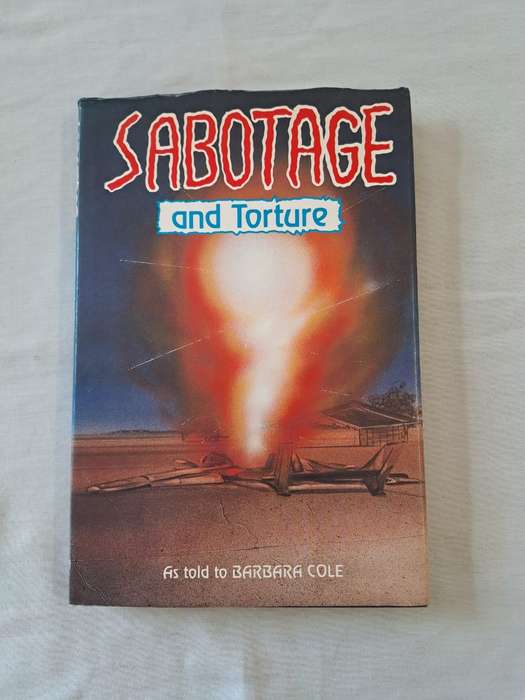 SABOTAGE
and Torture
As told to BARBARA COLE